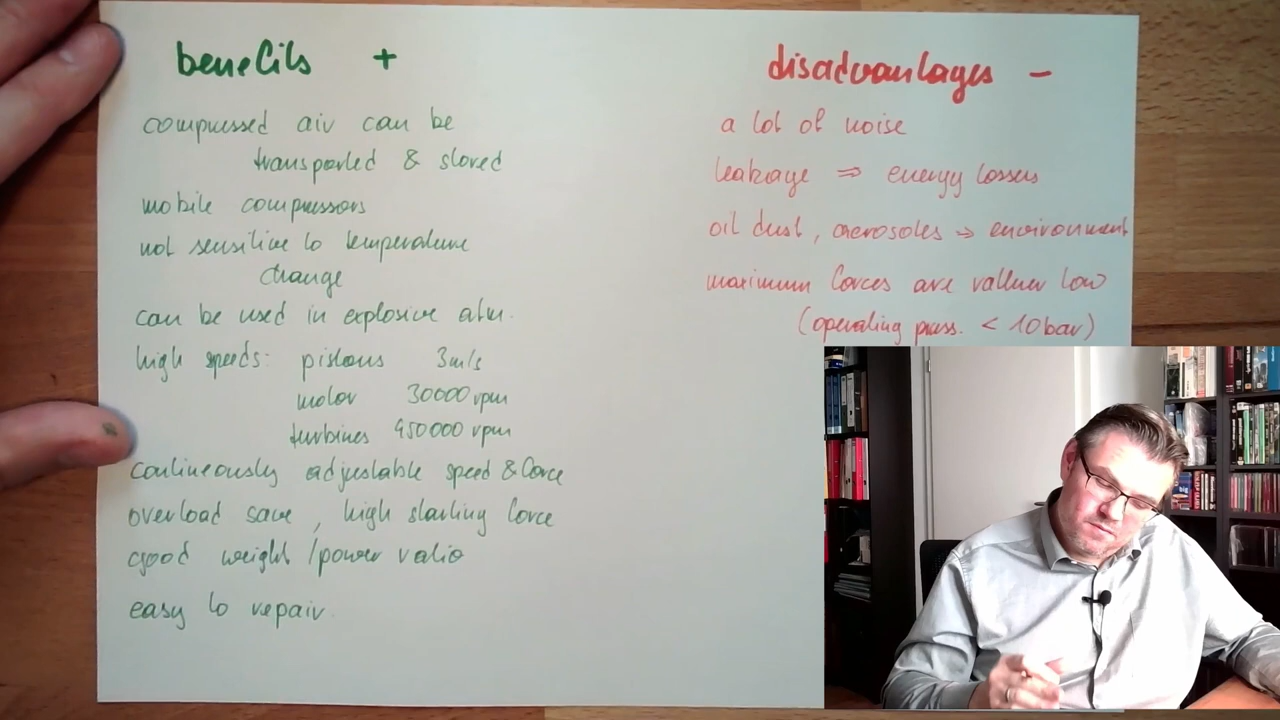 benefits +
compressed air can be
transported & stored
mobile compressors
not sensitive to temperature
change
can be used in explosive atm.
high speeds: pistons 3m/s
motor 30000 rpm
turbines 450000 rpm
contineously adjustable speed & force
overload save, high starting force
good weight /power ratio
easy to repair.
disadvantages -
a lot of noise
leakage ⇒ energy losses
oil dust, aerosoles → environment
maximum forces are rather low
(operating press. < 10 bar)